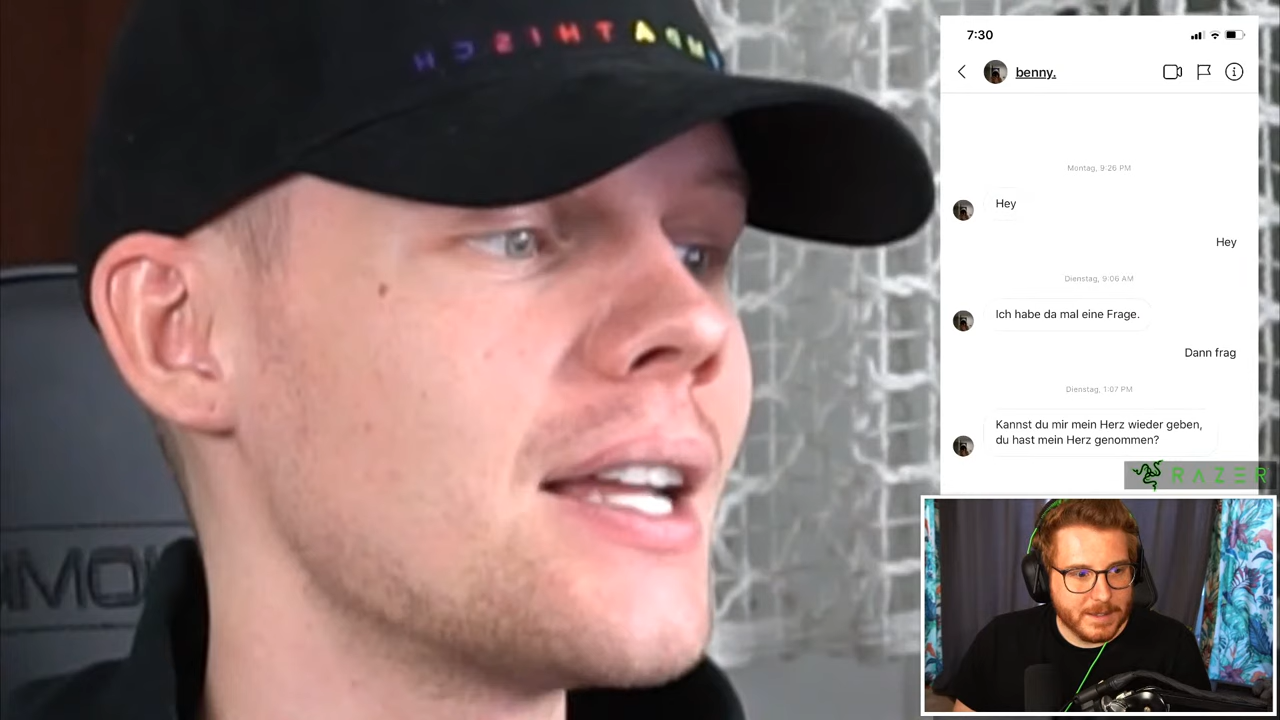 UNSYMPATHISCH
7:30
benny.
Montag, 9:26 PM
Hey
Hey
Dienstag, 9:06 AM
Ich habe da mal eine Frage.
Dann frag
Dienstag, 1:07 PM
Kannst du mir mein Herz wieder geben,
du hast mein Herz genommen?
RAZER